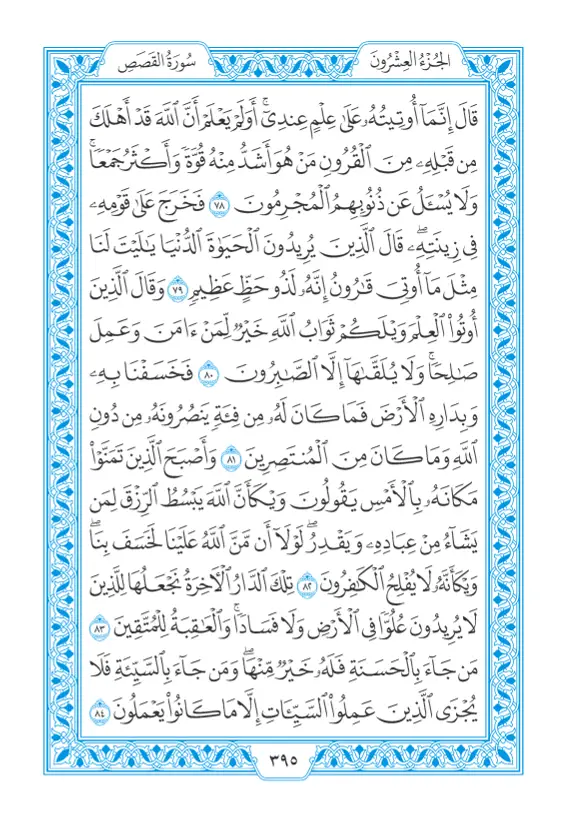 الجُزْءُ العِشْرُونَ
سُورَةُ القَصَصِ
قَالَ إِنَّمَآ أُوتِيتُهُۥ عَلَىٰ عِلْمٍ عِندِيٓۚ أَوَلَمْ يَعْلَمْ أَنَّ ٱللَّهَ قَدْ أَهْلَكَ
مِن قَبْلِهِۦ مِنَ ٱلْقُرُونِ مَنْ هُوَ أَشَدُّ مِنْهُ قُوَّةً وَأَكْثَرُ جَمْعًاۚ
وَلَا يُسْـَٔلُ عَن ذُنُوبِهِمُ ٱلْمُجْرِمُونَ ٧٨ فَخَرَجَ عَلَىٰ قَوْمِهِۦ
فِي زِينَتِهِۦۖ قَالَ ٱلَّذِينَ يُرِيدُونَ ٱلْحَيَوٰةَ ٱلدُّنْيَا يَٰلَيْتَ لَنَا
مِثْلَ مَآ أُوتِيَ قَٰرُونُ إِنَّهُۥ لَذُو حَظٍّ عَظِيمٍ ٧٩ وَقَالَ ٱلَّذِينَ
أُوتُوا۟ ٱلْعِلْمَ وَيْلَكُمْ ثَوَابُ ٱللَّهِ خَيْرٌ لِّمَنْ ءَامَنَ وَعَمِلَ
صَٰلِحًاۚ وَلَا يُلَقَّىٰهَآ إِلَّا ٱلصَّٰبِرُونَ ٨٠ فَخَسَفْنَا بِهِۦ
وَبِدَارِهِ ٱلْأَرْضَ فَمَا كَانَ لَهُۥ مِن فِئَةٍ يَنصُرُونَهُۥ مِن دُونِ
ٱللَّهِ وَمَا كَانَ مِنَ ٱلْمُنتَصِرِينَ ٨١ وَأَصْبَحَ ٱلَّذِينَ تَمَنَّوْا۟
مَكَانَهُۥ بِٱلْأَمْسِ يَقُولُونَ وَيْكَأَنَّ ٱللَّهَ يَبْسُطُ ٱلرِّزْقَ لِمَن
يَشَآءُ مِنْ عِبَادِهِۦ وَيَقْدِرُۖ لَوْلَآ أَن مَّنَّ ٱللَّهُ عَلَيْنَا لَخَسَفَ بِنَاۖ
وَيْكَأَنَّهُۥ لَا يُفْلِحُ ٱلْكَٰفِرُونَ ٨٢ تِلْكَ ٱلدَّارُ ٱلْءَاخِرَةُ نَجْعَلُهَا لِلَّذِينَ
لَا يُرِيدُونَ عُلُوًّا فِي ٱلْأَرْضِ وَلَا فَسَادًاۚ وَٱلْعَٰقِبَةُ لِلْمُتَّقِينَ ٨٣
مَن جَآءَ بِٱلْحَسَنَةِ فَلَهُۥ خَيْرٌ مِّنْهَاۖ وَمَن جَآءَ بِٱلسَّيِّئَةِ فَلَا
يُجْزَى ٱلَّذِينَ عَمِلُوا۟ ٱلسَّيِّـَٔاتِ إِلَّا مَا كَانُوا۟ يَعْمَلُونَ ٨٤
٣٩٥